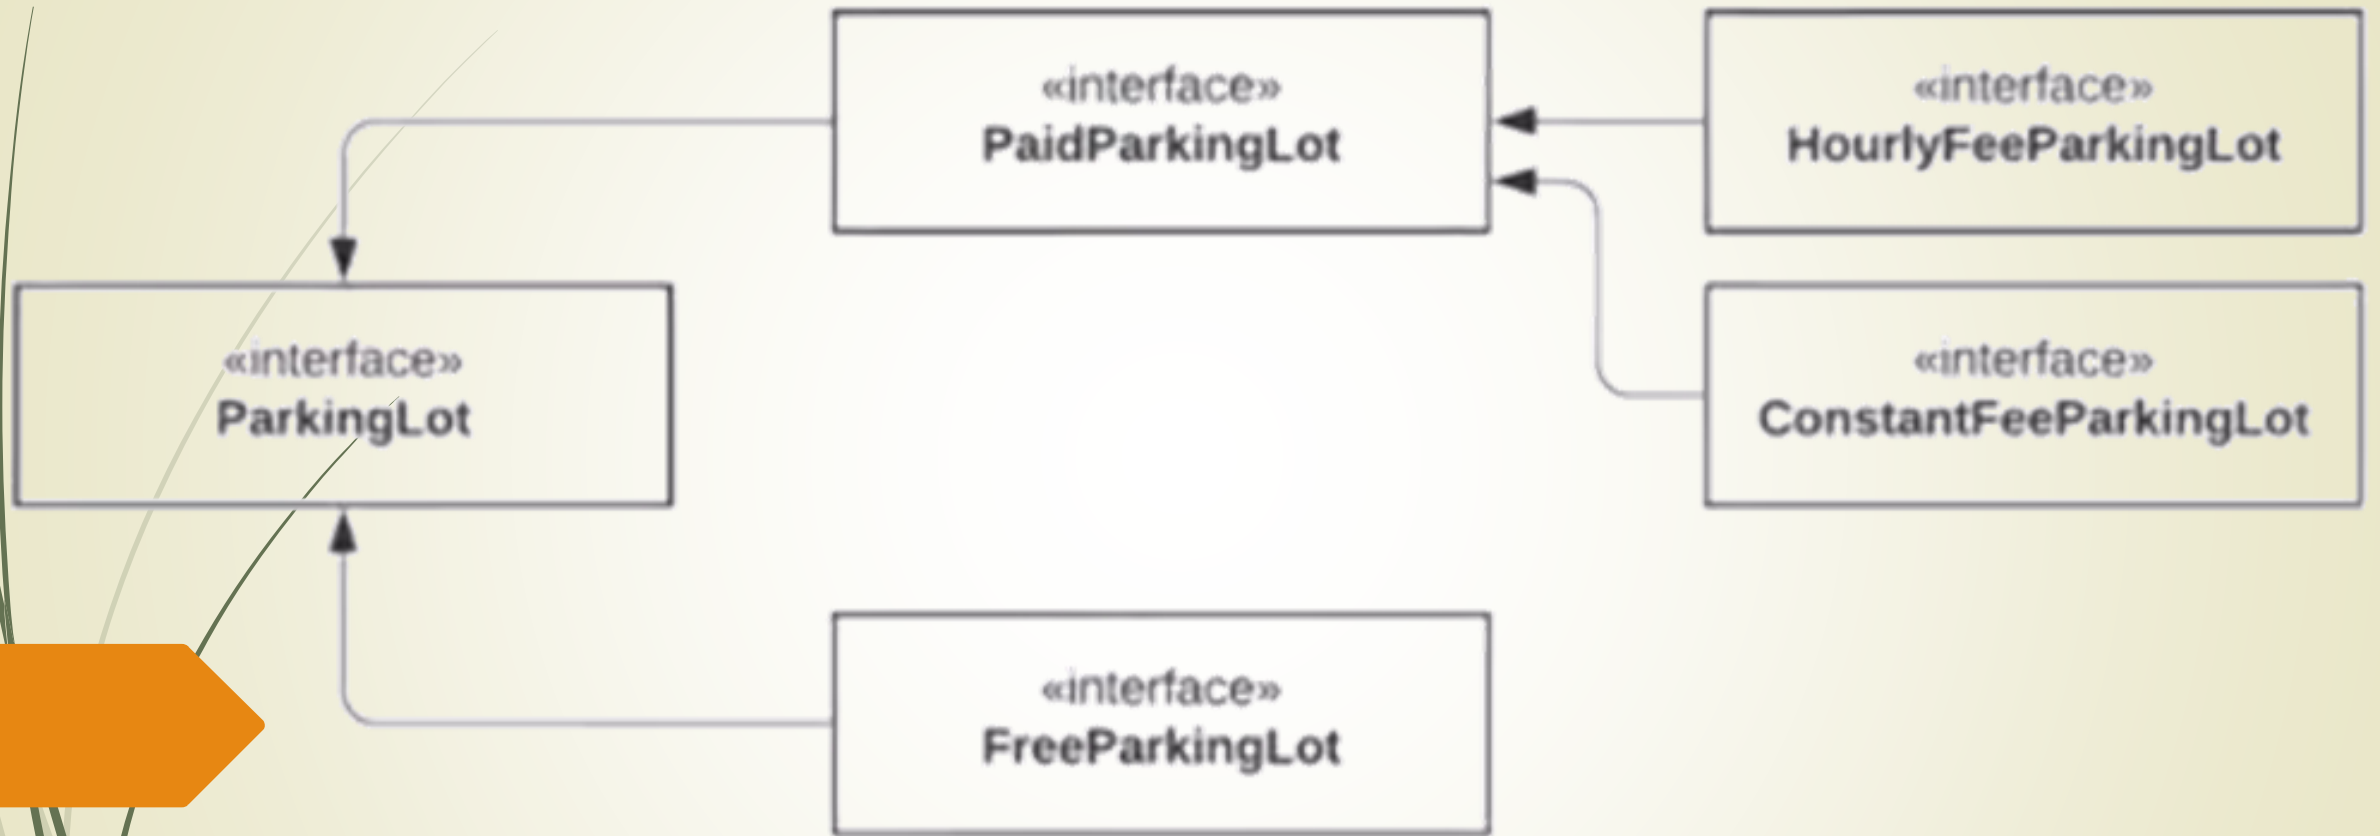 «interface»
PaidParkingLot
«interface»
HourlyFeeParkingLot
«interface»
ParkingLot
«interface»
ConstantFeeParkingLot
«interface»
FreeParkingLot